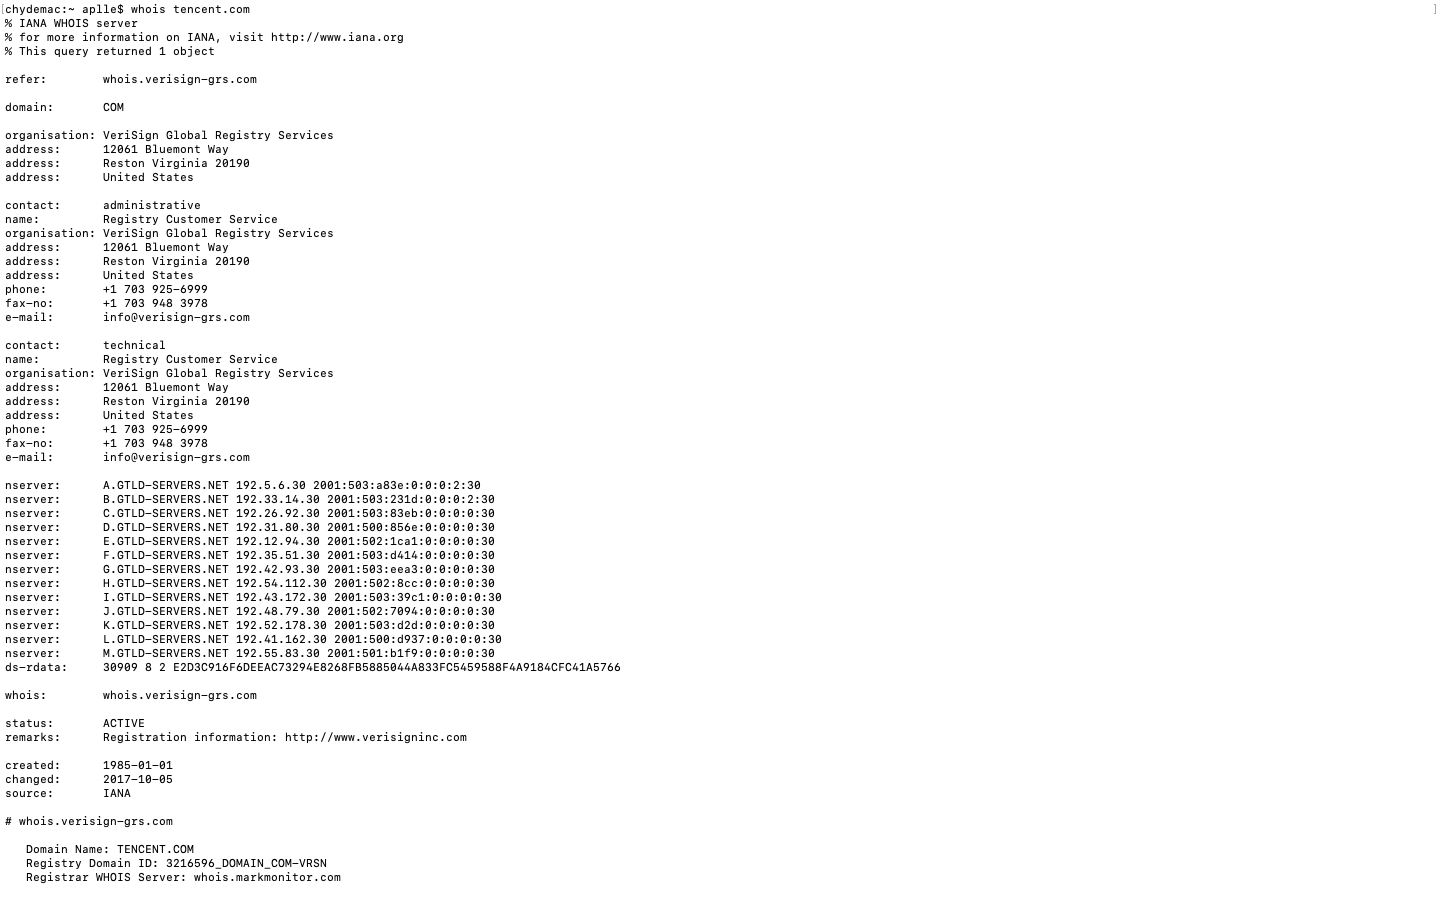 [chydemac:~ aplle$ whois tencent.com ]
% IANA WHOIS server
% for more information on IANA, visit http://www.iana.org
% This query returned 1 object
refer: whois.verisign-grs.com
domain: COM
organisation: VeriSign Global Registry Services
address: 12061 Bluemont Way
address: Reston Virginia 20190
address: United States
contact: administrative
name: Registry Customer Service
organisation: VeriSign Global Registry Services
address: 12061 Bluemont Way
address: Reston Virginia 20190
address: United States
phone: +1 703 925-6999
fax-no: +1 703 948 3978
e-mail: info@verisign-grs.com
contact: technical
name: Registry Customer Service
organisation: VeriSign Global Registry Services
address: 12061 Bluemont Way
address: Reston Virginia 20190
address: United States
phone: +1 703 925-6999
fax-no: +1 703 948 3978
e-mail: info@verisign-grs.com
nserver: A.GTLD-SERVERS.NET 192.5.6.30 2001:503:a83e:0:0:0:2:30
nserver: B.GTLD-SERVERS.NET 192.33.14.30 2001:503:231d:0:0:0:2:30
nserver: C.GTLD-SERVERS.NET 192.26.92.30 2001:503:83eb:0:0:0:0:30
nserver: D.GTLD-SERVERS.NET 192.31.80.30 2001:500:856e:0:0:0:0:30
nserver: E.GTLD-SERVERS.NET 192.12.94.30 2001:502:1ca1:0:0:0:0:30
nserver: F.GTLD-SERVERS.NET 192.35.51.30 2001:503:d414:0:0:0:0:30
nserver: G.GTLD-SERVERS.NET 192.42.93.30 2001:503:eea3:0:0:0:0:30
nserver: H.GTLD-SERVERS.NET 192.54.112.30 2001:502:8cc:0:0:0:0:30
nserver: I.GTLD-SERVERS.NET 192.43.172.30 2001:503:39c1:0:0:0:0:30
nserver: J.GTLD-SERVERS.NET 192.48.79.30 2001:502:7094:0:0:0:0:30
nserver: K.GTLD-SERVERS.NET 192.52.178.30 2001:503:d2d:0:0:0:0:30
nserver: L.GTLD-SERVERS.NET 192.41.162.30 2001:500:d937:0:0:0:0:30
nserver: M.GTLD-SERVERS.NET 192.55.83.30 2001:501:b1f9:0:0:0:0:30
ds-rdata: 30909 8 2 E2D3C916F6DEEAC73294E8268FB5885044A833FC5459588F4A9184CFC41A5766
whois: whois.verisign-grs.com
status: ACTIVE
remarks: Registration information: http://www.verisigninc.com
created: 1985-01-01
changed: 2017-10-05
source: IANA
# whois.verisign-grs.com
Domain Name: TENCENT.COM
Registry Domain ID: 3216596_DOMAIN_COM-VRSN
Registrar WHOIS Server: whois.markmonitor.com